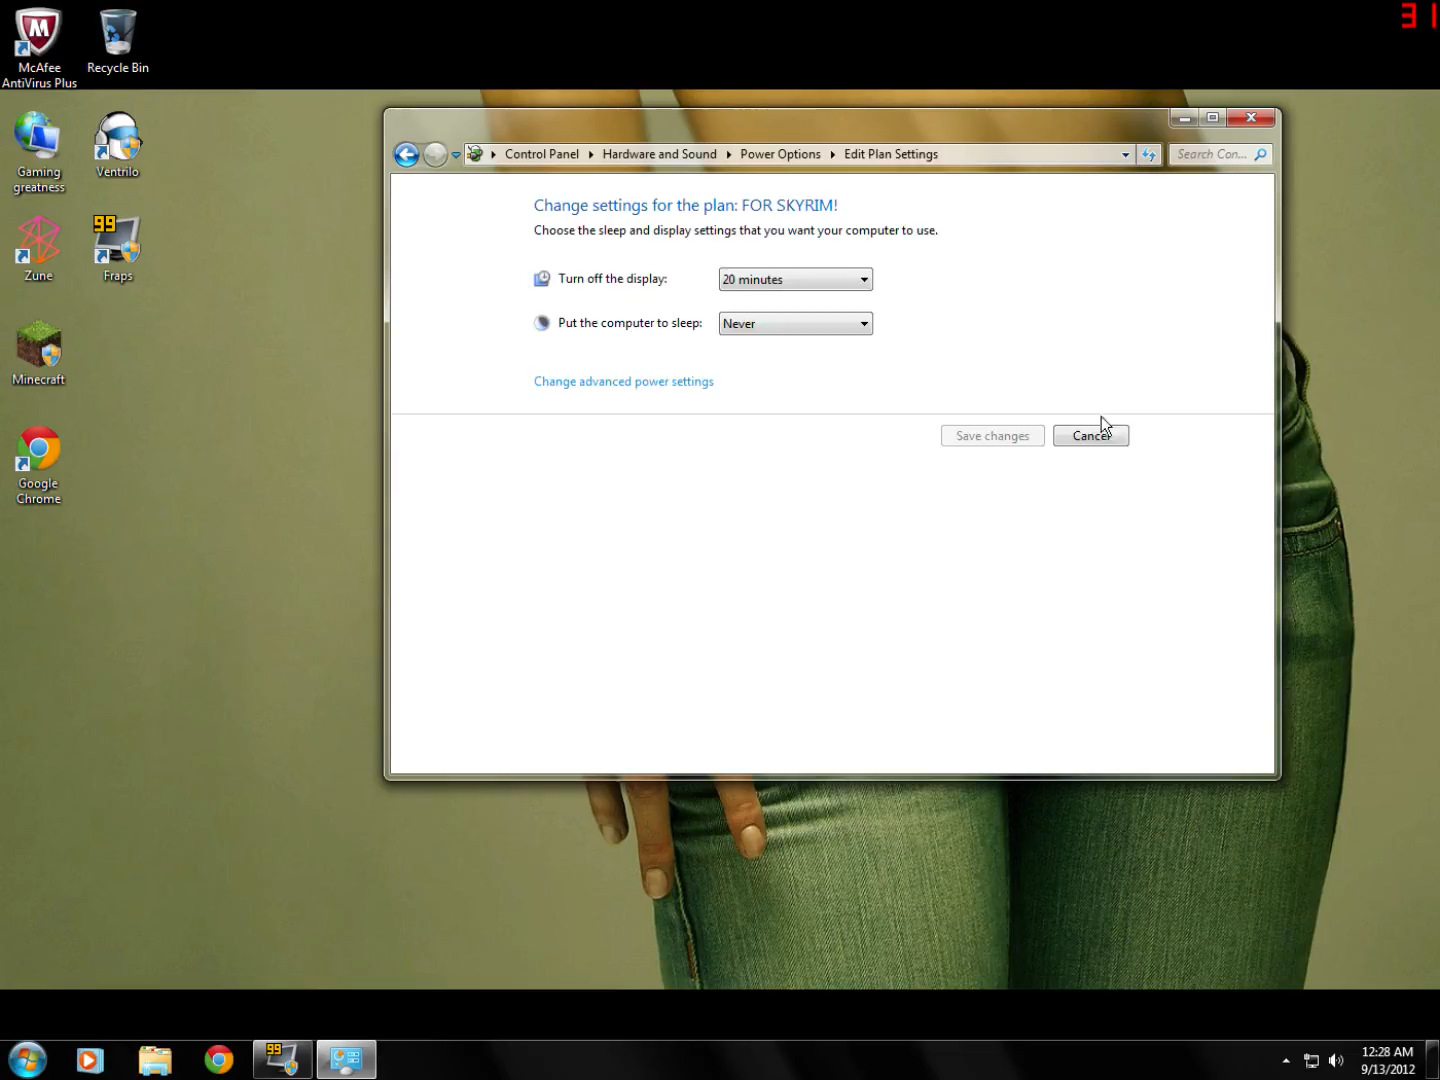 31
McAfee
AntiVirus Plus
Recycle Bin
Gaming
greatness
Ventrilo
Zune
99
Fraps
Minecraft
Google
Chrome
Control Panel
Hardware and Sound
Power Options
Edit Plan Settings
Search Con...
Change settings for the plan: FOR SKYRIM!
Choose the sleep and display settings that you want your computer to use.
Turn off the display:
20 minutes
Put the computer to sleep:
Never
Change advanced power settings
Save changes
Cancel
99
12:28 AM
9/13/2012